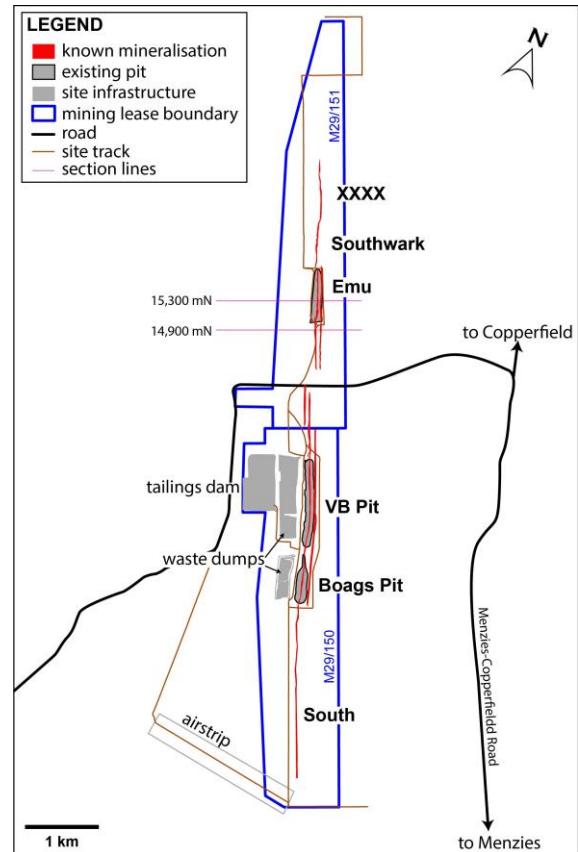 LEGEND
known mineralisation
existing pit
site infrastructure
mining lease boundary
road
site track
section lines
N
M29/151
XXXX
Southwark
Emu
15,300 mN
14,900 mN
to Copperfield
tailings dam
VB Pit
waste dumps
Boags Pit
M29/150
Menzies-Copperfieldd Road
South
airstrip
1 km
to Menzies